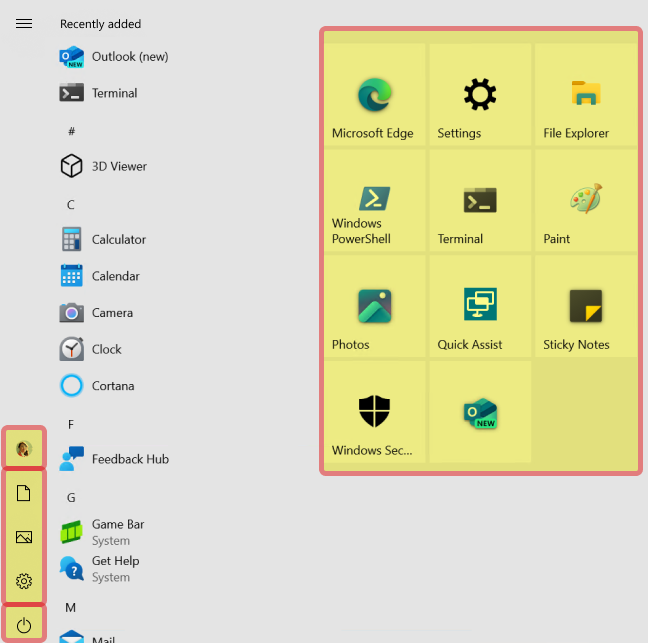 Recently added
Outlook (new)
NEW
Terminal
#
3D Viewer
C
Calculator
Calendar
Camera
Clock
Cortana
F
Feedback Hub
G
Game Bar
System
Get Help
System
M
Mail
Microsoft Edge
Settings
File Explorer
Windows
PowerShell
Terminal
Paint
Photos
Quick Assist
Sticky Notes
Windows Sec...
NEW